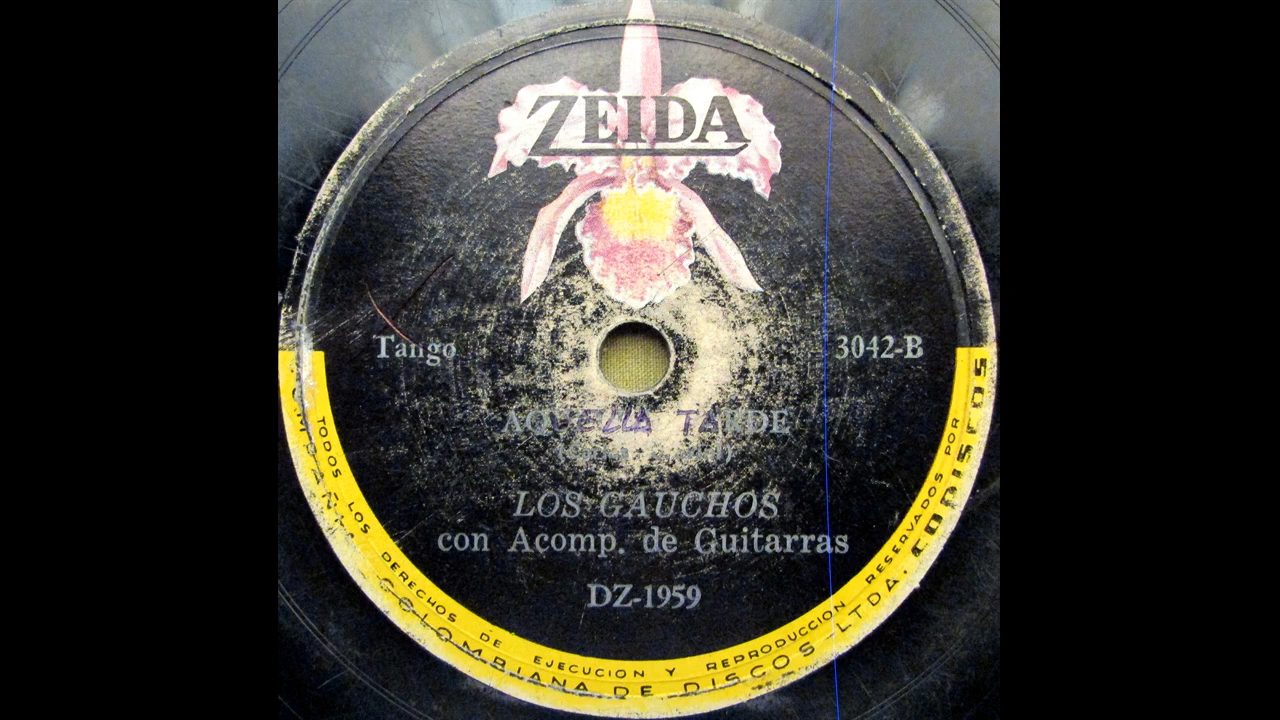 ZEIDA
Tango
3042-B
AQUELLA TARDE
LOS GAUCHOS
con Acomp. de Guitarras
DZ-1959
TODOS LOS DERECHOS DE EJECUCION Y REPRODUCCION RESERVADOS POR
COLOMBIANA DE DISCOS LTDA. CODISCOS